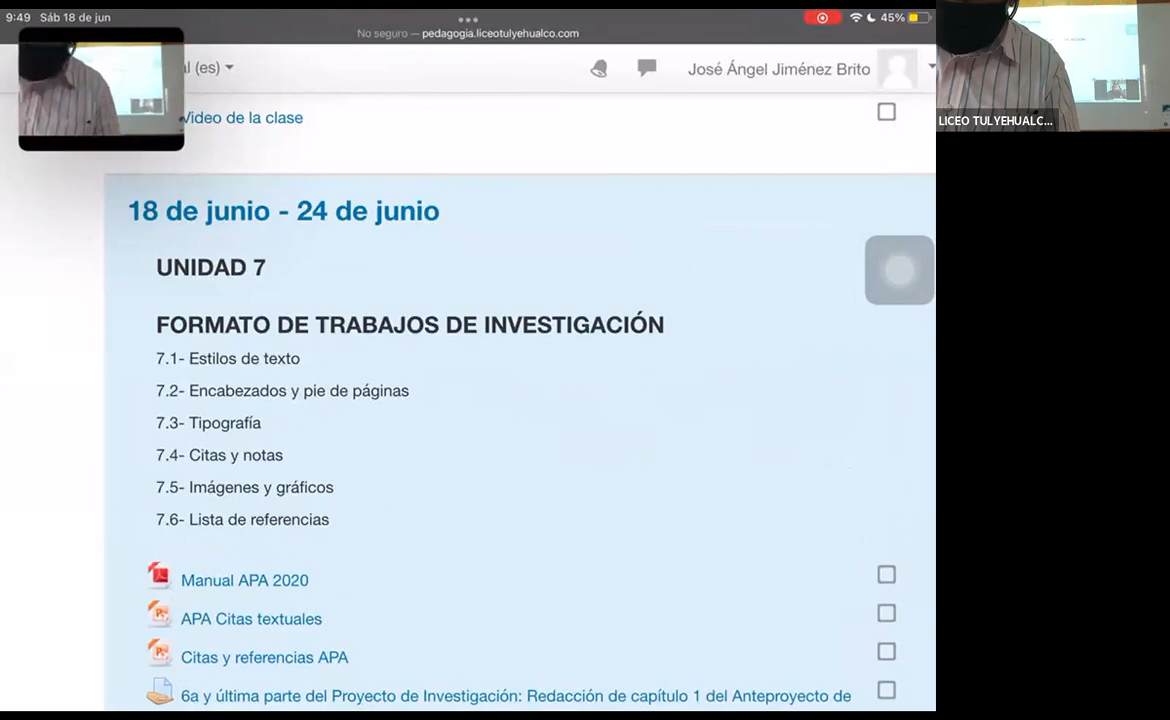 9:49 Sáb 18 de jun
45%
No seguro — pedagogia.liceotulyehualco.com
l (es)
José Ángel Jiménez Brito
Video de la clase
LICEO TULYEHUALC...
18 de junio - 24 de junio
UNIDAD 7
FORMATO DE TRABAJOS DE INVESTIGACIÓN
7.1- Estilos de texto
7.2- Encabezados y pie de páginas
7.3- Tipografía
7.4- Citas y notas
7.5- Imágenes y gráficos
7.6- Lista de referencias
Manual APA 2020
APA Citas textuales
Citas y referencias APA
6a y última parte del Proyecto de Investigación: Redacción de capítulo 1 del Anteproyecto de